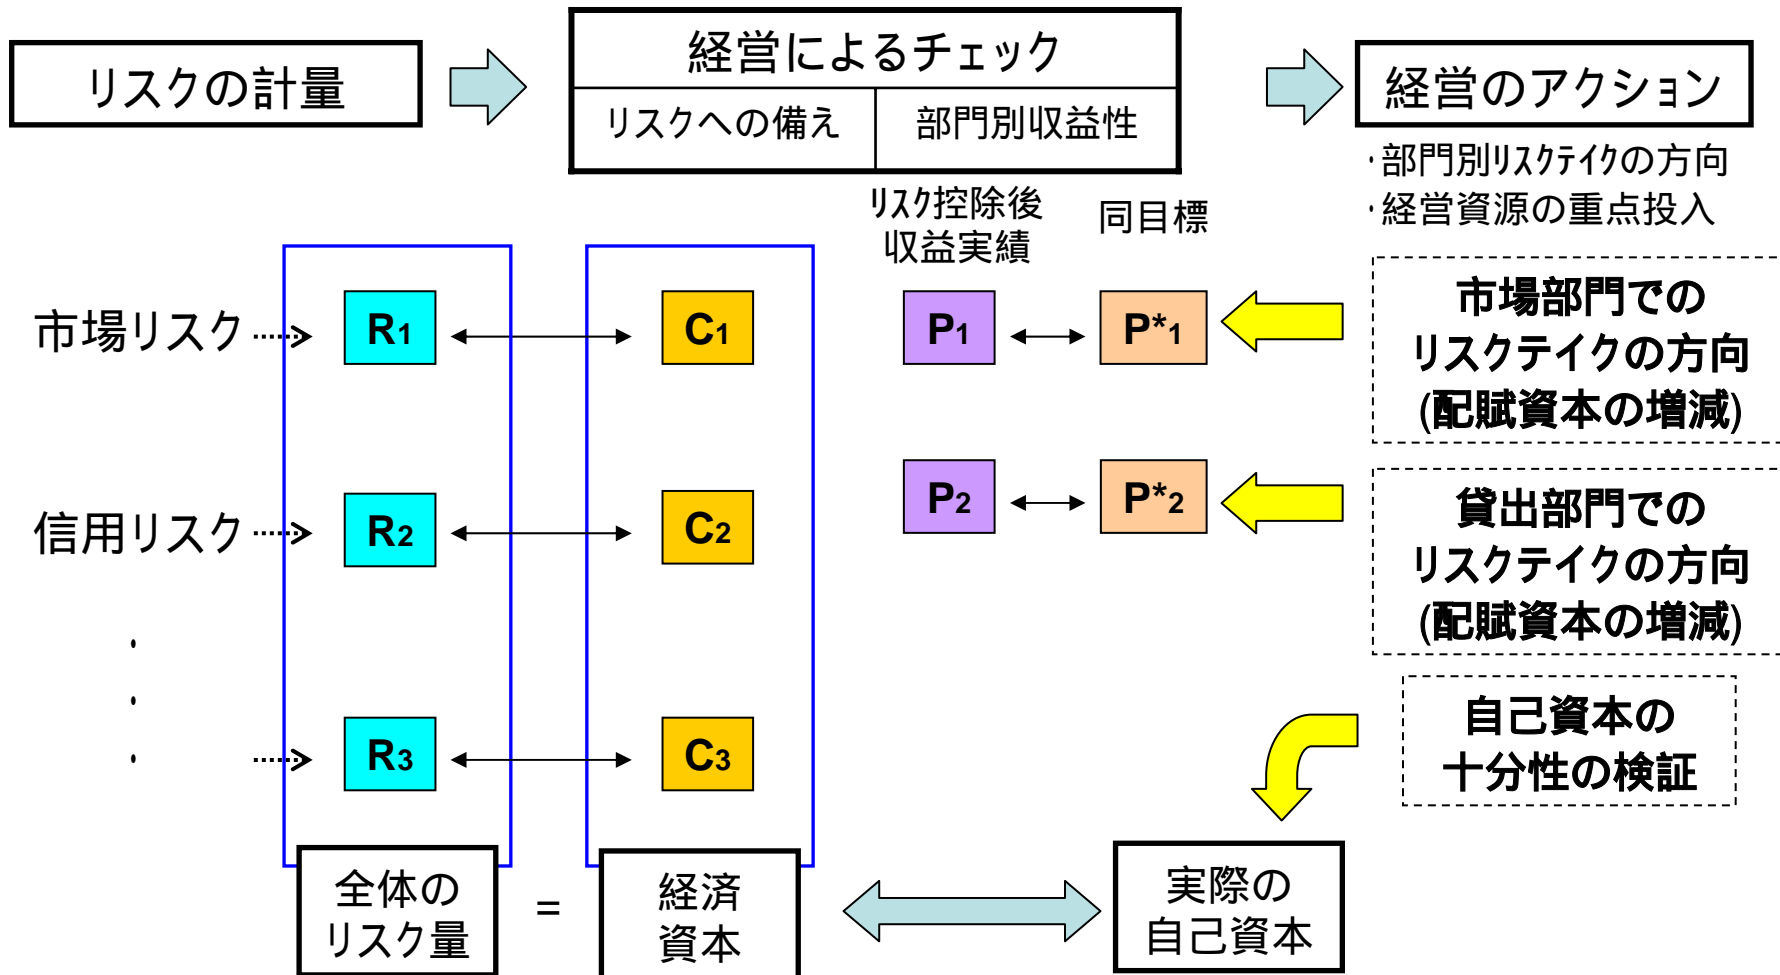 リスクの計量
経営によるチェック
リスクへの備え
部門別収益性
経営のアクション
・部門別リスクテイクの方向
・経営資源の重点投入
リスク控除後
収益実績
同目標
市場リスク
R1
C1
P1
P*1
市場部門での
リスクテイクの方向
(配賦資本の増減)
信用リスク
R2
C2
P2
P*2
貸出部門での
リスクテイクの方向
(配賦資本の増減)
・
・
・
R3
C3
自己資本の
十分性の検証
全体の
リスク量
=
経済
資本
実際の
自己資本